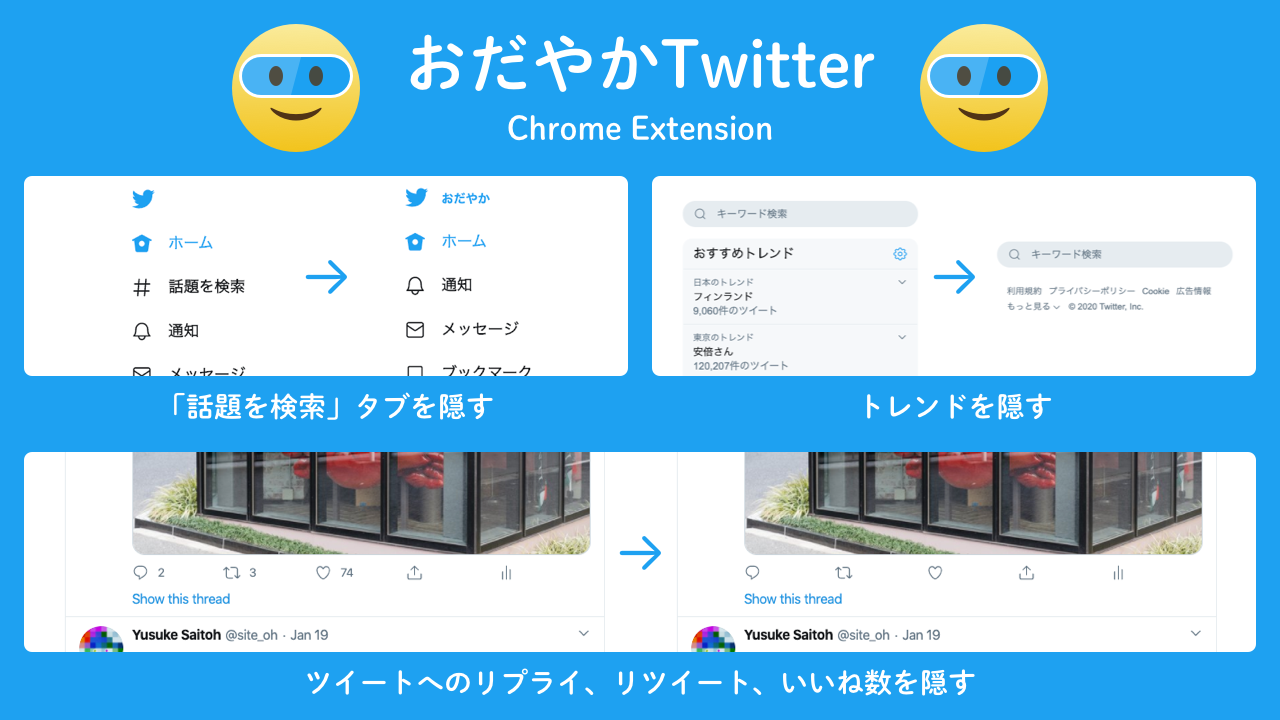 おだやかTwitter
Chrome Extension
ホーム
話題を検索
通知
メッセージ
おだやか
ホーム
通知
メッセージ
ブックマーク
「話題を検索」タブを隠す
キーワード検索
おすすめトレンド
日本のトレンド
フィンランド
9,060件のツイート
東京のトレンド
安倍さん
120,207件のツイート
キーワード検索
利用規約 プライバシーポリシー Cookie 広告情報
もっと見る © 2020 Twitter, Inc.
トレンドを隠す
2 3 74
Show this thread
Yusuke Saitoh @site_oh · Jan 19
Show this thread
Yusuke Saitoh @site_oh · Jan 19
ツイートへのリプライ、リツイート、いいね数を隠す